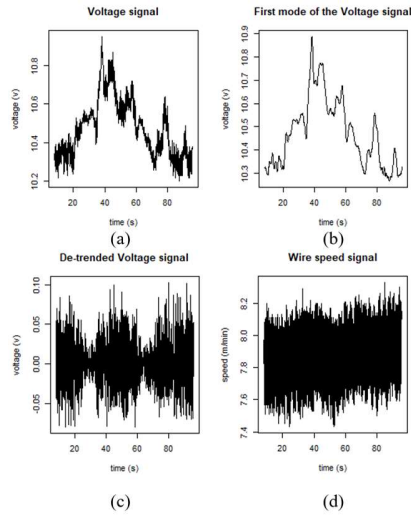 Voltage signal
voltage (v)
10.2 10.4 10.6 10.8
20 40 60 80
time (s)
(a)
First mode of the Voltage signal
voltage (v)
10.3 10.4 10.5 10.6 10.7 10.8 10.9
20 40 60 80
time (s)
(b)
De-trended Voltage signal
voltage (v)
-0.05 0.00 0.05 0.10
20 40 60 80
time (s)
(c)
Wire speed signal
speed (m/min)
7.4 7.6 7.8 8.0 8.2
20 40 60 80
time (s)
(d)